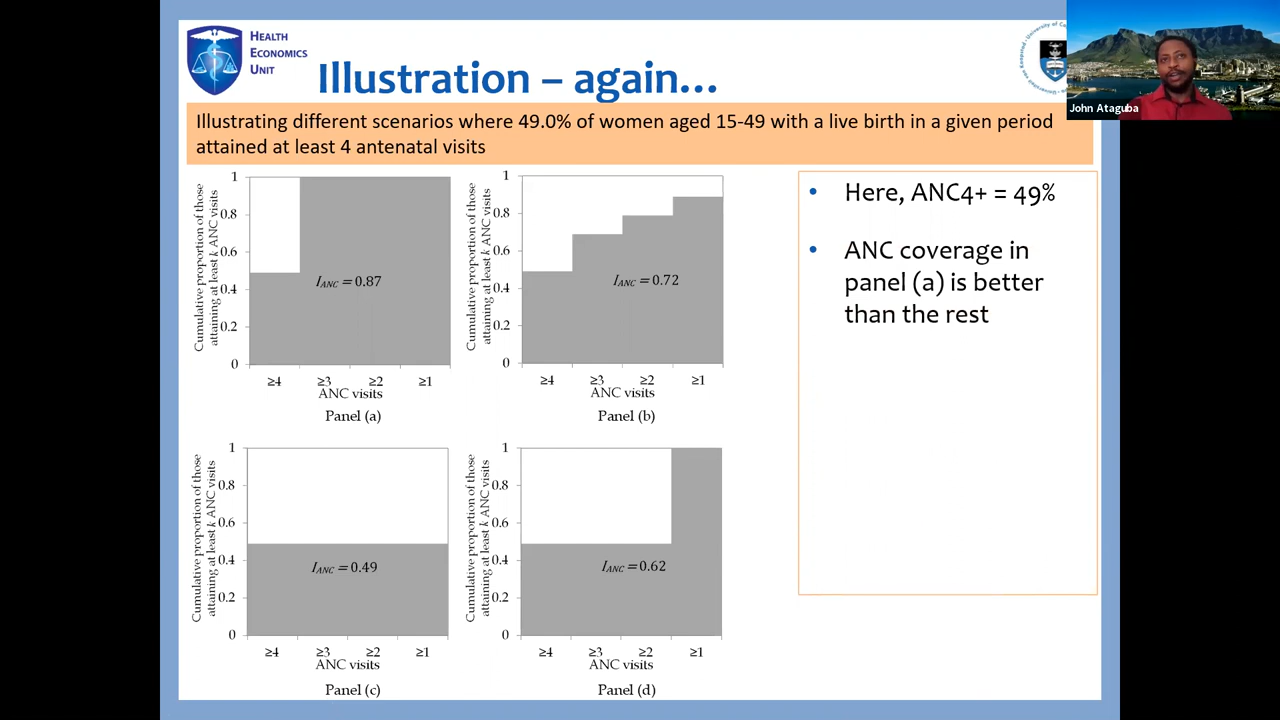 HEALTH
ECONOMICS
UNIT
Illustration – again...
John Ataguba
Illustrating different scenarios where 49.0% of women aged 15-49 with a live birth in a given period
attained at least 4 antenatal visits
Cumulative proportion of those
attaining at least k ANC visits
1
0.8
0.6
0.4
0.2
0
I_ANC = 0.87
≥4 ≥3 ≥2 ≥1
ANC visits
Panel (a)
Cumulative proportion of those
attaining at least k ANC visits
1
0.8
0.6
0.4
0.2
0
I_ANC = 0.72
≥4 ≥3 ≥2 ≥1
ANC visits
Panel (b)
Cumulative proportion of those
attaining at least k ANC visits
1
0.8
0.6
0.4
0.2
0
I_ANC = 0.49
≥4 ≥3 ≥2 ≥1
ANC visits
Panel (c)
Cumulative proportion of those
attaining at least k ANC visits
1
0.8
0.6
0.4
0.2
0
I_ANC = 0.62
≥4 ≥3 ≥2 ≥1
ANC visits
Panel (d)
• Here, ANC4+ = 49%
• ANC coverage in
panel (a) is better
than the rest